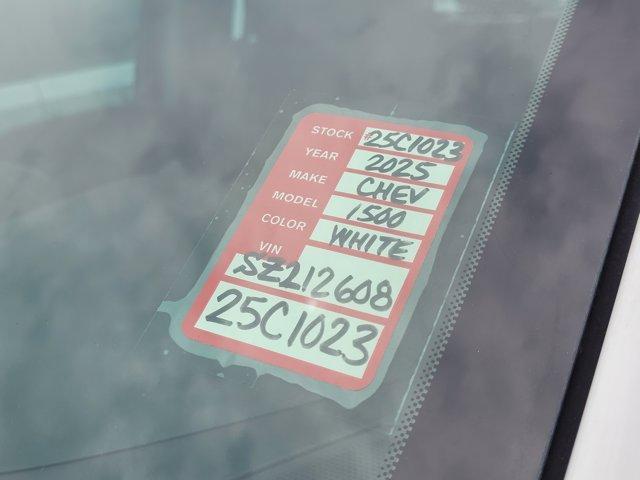 STOCK #25C1023
YEAR 2025
MAKE CHEV
MODEL 1500
COLOR WHITE
VIN
SZ212608
25C1023